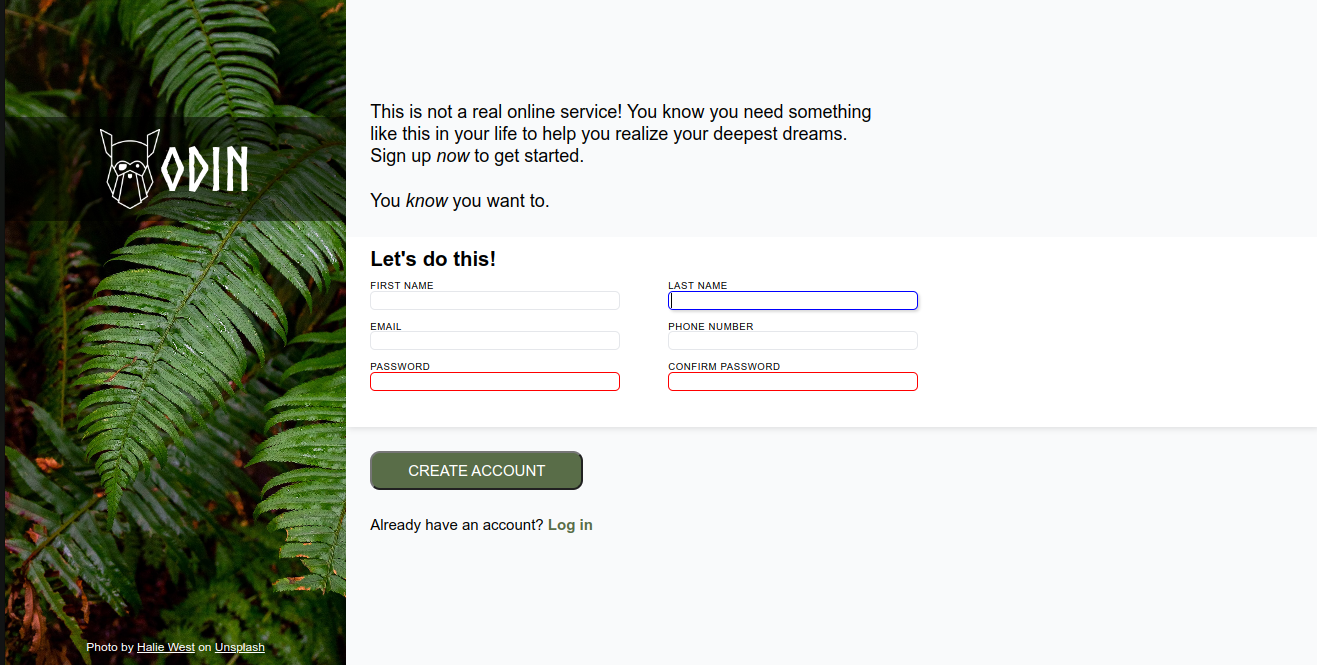 ODIN
This is not a real online service! You know you need something
like this in your life to help you realize your deepest dreams.
Sign up now to get started.
You know you want to.
Let's do this!
FIRST NAME
LAST NAME
EMAIL
PHONE NUMBER
PASSWORD
CONFIRM PASSWORD
CREATE ACCOUNT
Already have an account? Log in
Photo by Halie West on Unsplash